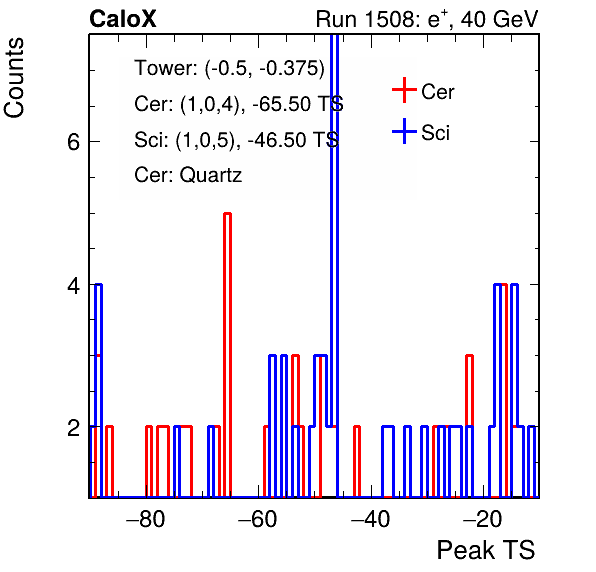 CaloX Run 1508: e⁺, 40 GeV
Counts
Tower: (-0.5, -0.375)
Cer: (1,0,4), -65.50 TS
Sci: (1,0,5), -46.50 TS
Cer: Quartz
Cer
Sci
6
4
2
−80 −60 −40 −20
Peak TS